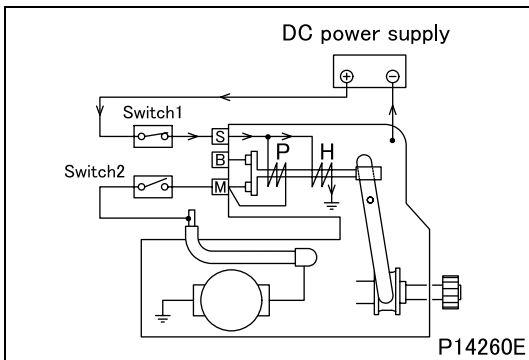 DC power supply
+ −
Switch1
S
P H
B
Switch2
M
P14260E